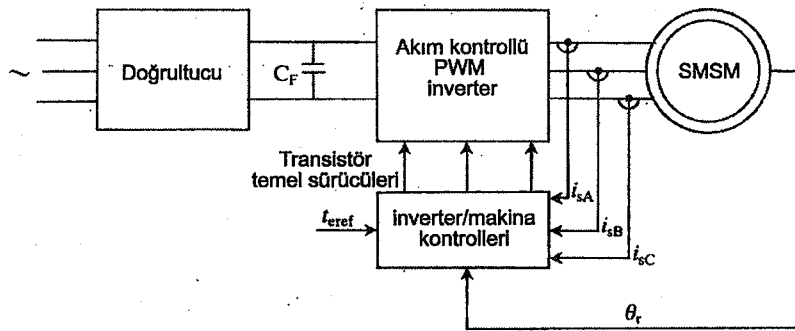 Doğrultucu
C_F
Akım kontrollü
PWM
inverter
SMSM
Transistör
temel sürücüleri
i_sA
t_eref
inverter/makina
kontrolleri
i_sB
i_sC
θ_r
~